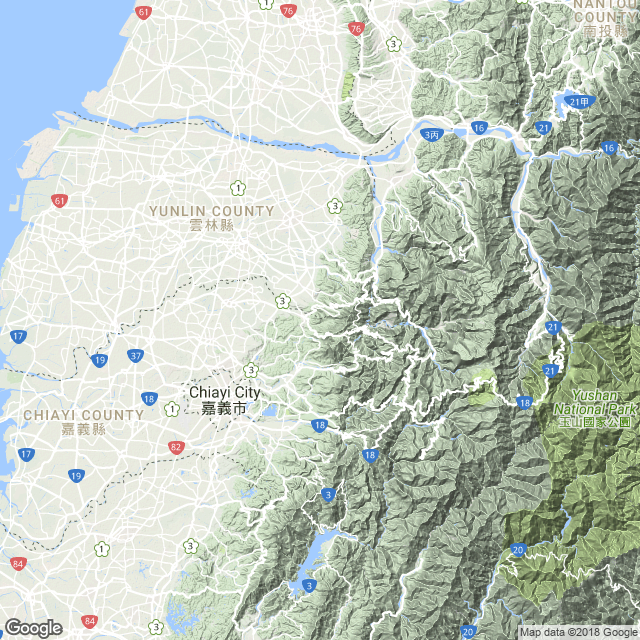 61
76
3
NANTOU
COUNTY
南投縣
76
3
21甲
3丙
16
21
16
1
61
3
YUNLIN COUNTY
雲林縣
3
17
21
19
37
3
21
18
Chiayi City
嘉義市
18
Yushan
National Park
玉山國家公園
CHIAYI COUNTY
嘉義縣
1
18
82
17
18
19
3
1
3
20
84
3
84
3
20
Google
Map data ©2018 Google